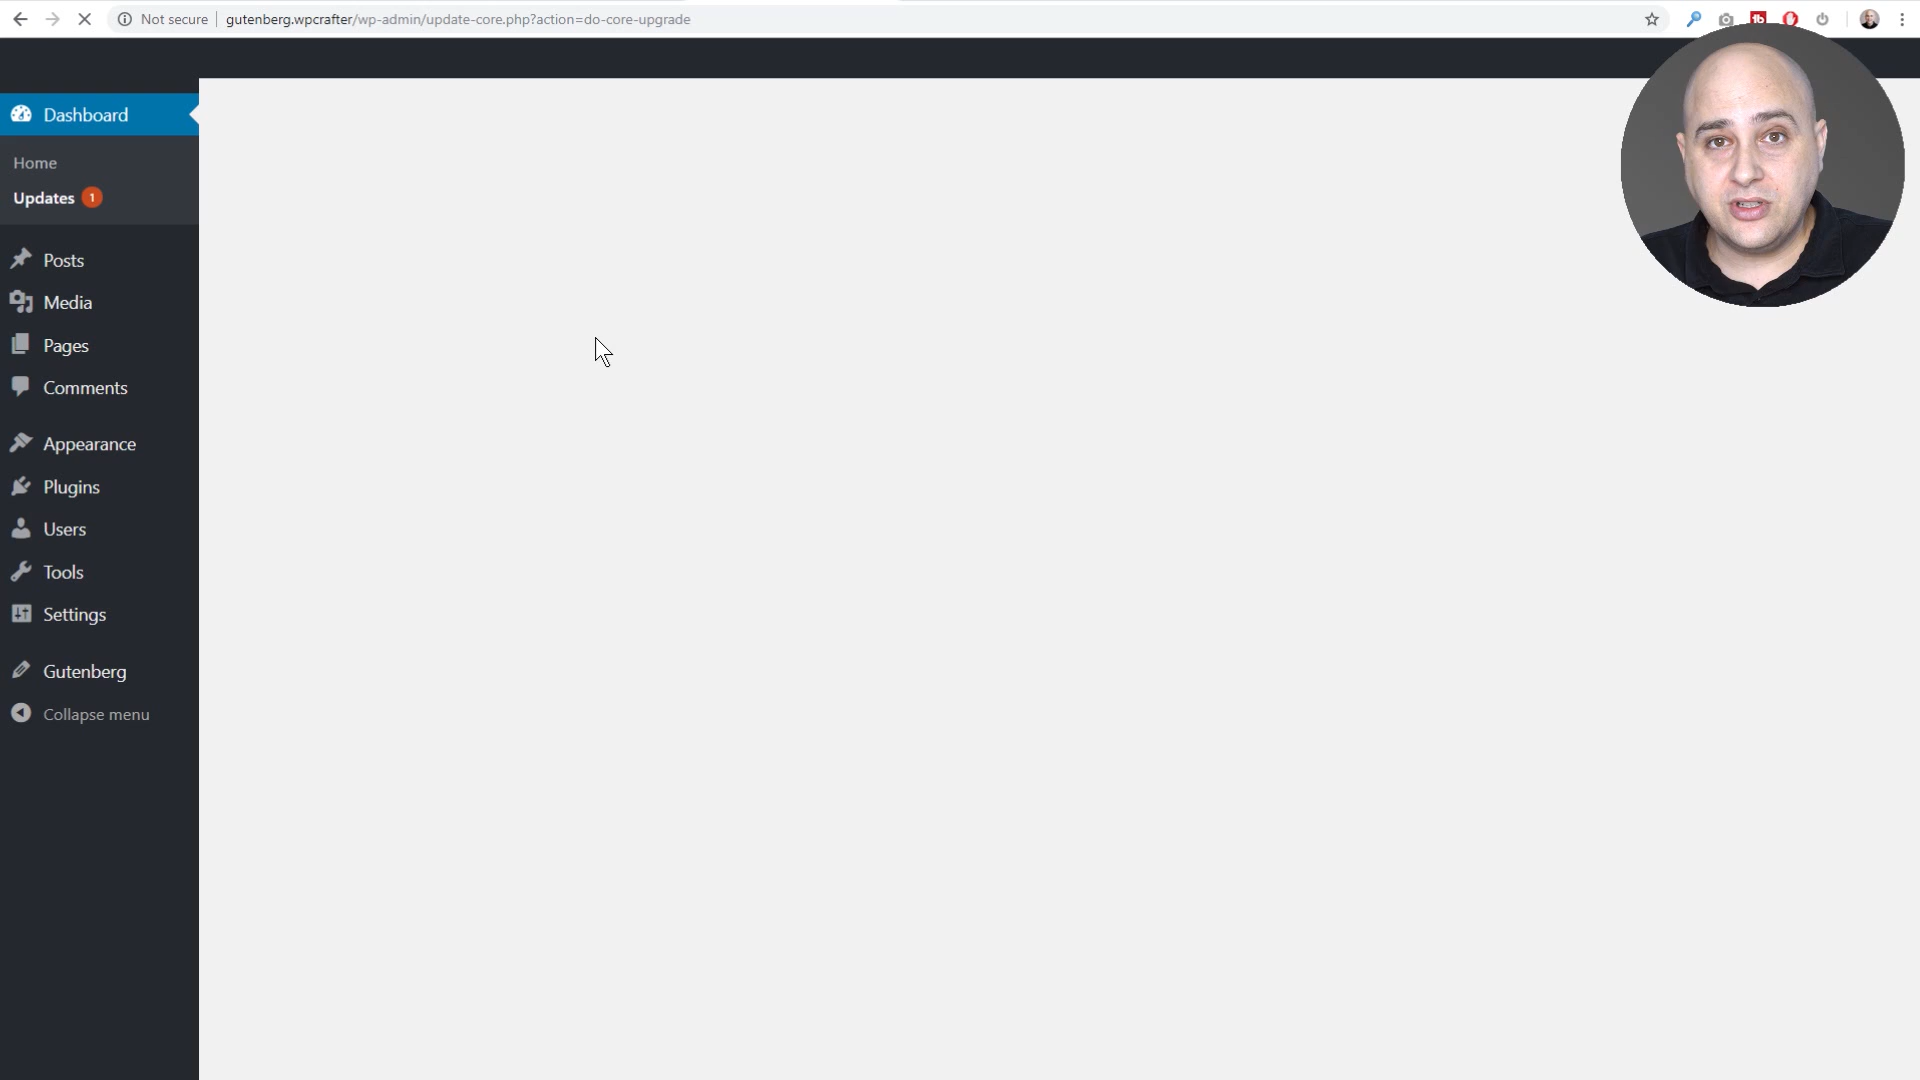 Not secure
gutenberg.wpcrafter/wp-admin/update-core.php?action=do-core-upgrade
Dashboard
Home
Updates 1
Posts
Media
Pages
Comments
Appearance
Plugins
Users
Tools
Settings
Gutenberg
Collapse menu